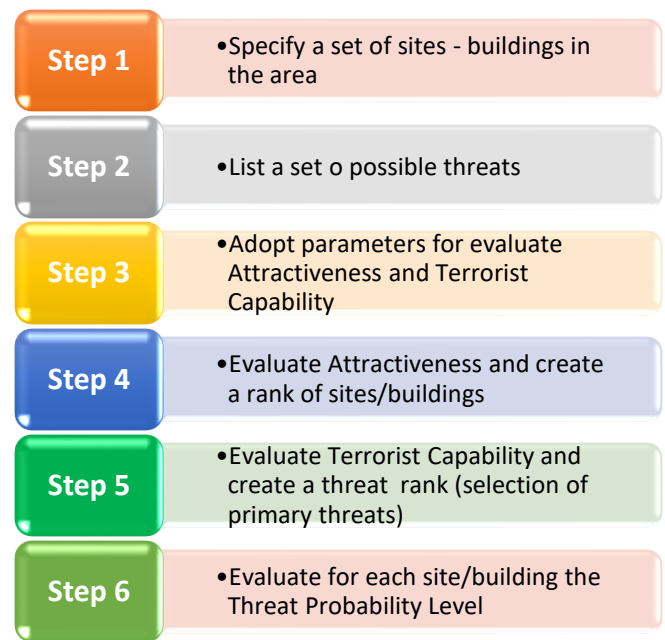 Step 1
•Specify a set of sites - buildings in
the area
Step 2
•List a set o possible threats
Step 3
•Adopt parameters for evaluate
Attractiveness and Terrorist
Capability
Step 4
•Evaluate Attractiveness and create
a rank of sites/buildings
Step 5
•Evaluate Terrorist Capability and
create a threat rank (selection of
primary threats)
Step 6
•Evaluate for each site/building the
Threat Probability Level